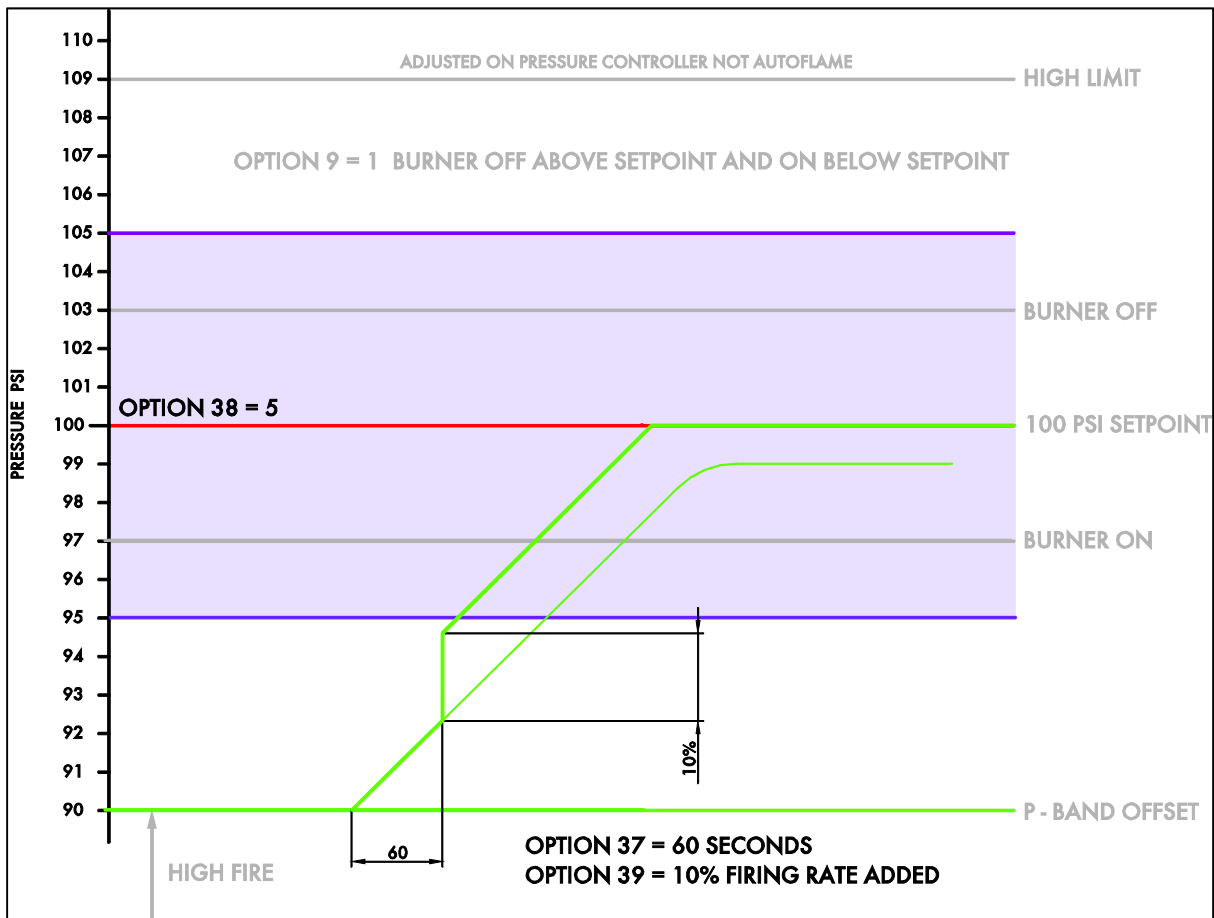 110
ADJUSTED ON PRESSURE CONTROLLER NOT AUTOFLAME
109
HIGH LIMIT
108
107
OPTION 9 = 1 BURNER OFF ABOVE SETPOINT AND ON BELOW SETPOINT
106
105
104
103
BURNER OFF
102
101
OPTION 38 = 5
100
100 PSI SETPOINT
PRESSURE PSI
99
98
97
BURNER ON
96
95
94
93
92
10%
91
90
P - BAND OFFSET
60
OPTION 37 = 60 SECONDS
HIGH FIRE
OPTION 39 = 10% FIRING RATE ADDED